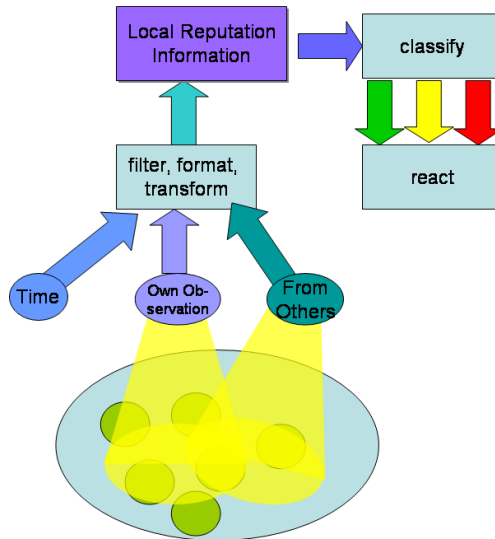 Local Reputation
Information
classify
filter, format,
transform
react
Time
Own Ob-
servation
From
Others